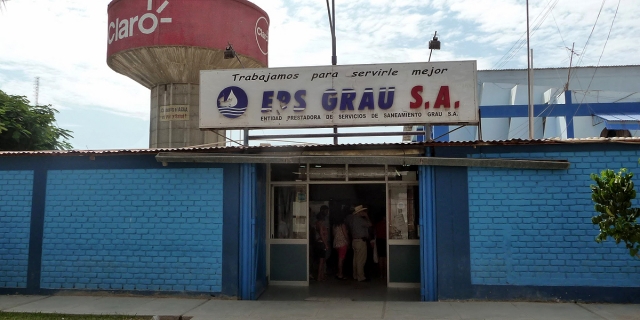 Claro
Trabajamos para servirle mejor
EPS GRAU S.A.
ENTIDAD PRESTADORA DE SERVICIOS DE SANEAMIENTO GRAU S.A.